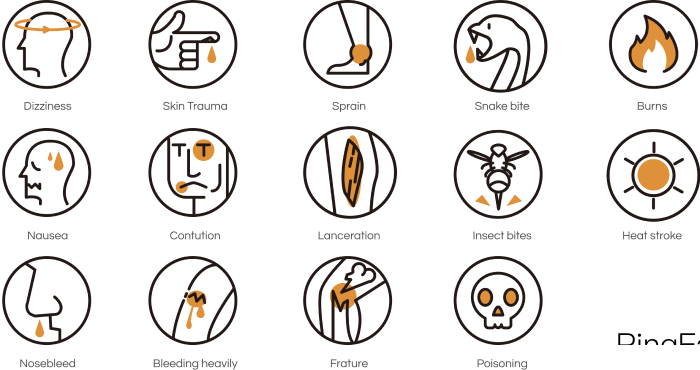 Dizziness
Skin Trauma
Sprain
Snake bite
Burns
Nausea
Contution
Lanceration
Insect bites
Heat stroke
Nosebleed
Bleeding heavily
Frature
Poisoning